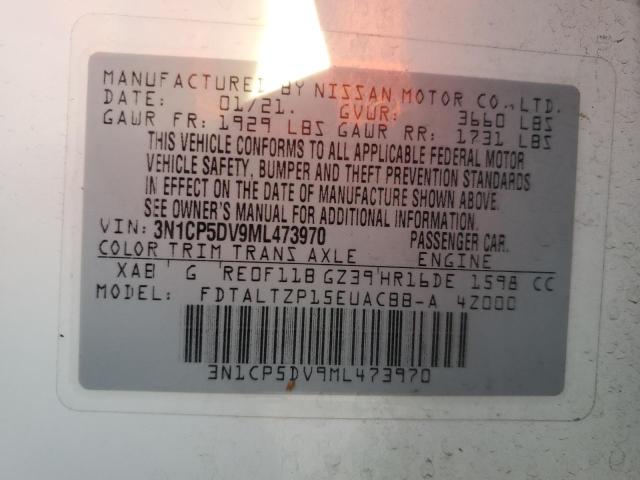 MANUFACTURED BY NISSAN MOTOR CO.,LTD.
DATE: 01/21. GVWR: 3660 LBS
GAWR FR: 1929 LBS GAWR RR: 1731 LBS
THIS VEHICLE CONFORMS TO ALL APPLICABLE FEDERAL MOTOR
VEHICLE SAFETY, BUMPER AND THEFT PREVENTION STANDARDS
IN EFFECT ON THE DATE OF MANUFACTURE SHOWN ABOVE.
SEE OWNER'S MANUAL FOR ADDITIONAL INFORMATION.
VIN: 3N1CP5DV9ML473970 PASSENGER CAR.
COLOR TRIM TRANS AXLE ENGINE
XAB G RE0F11B GZ39 HR16DE 1598 CC
MODEL FDTALTZP15EUACBB-A 4Z000
3N1CP5DV9ML473970